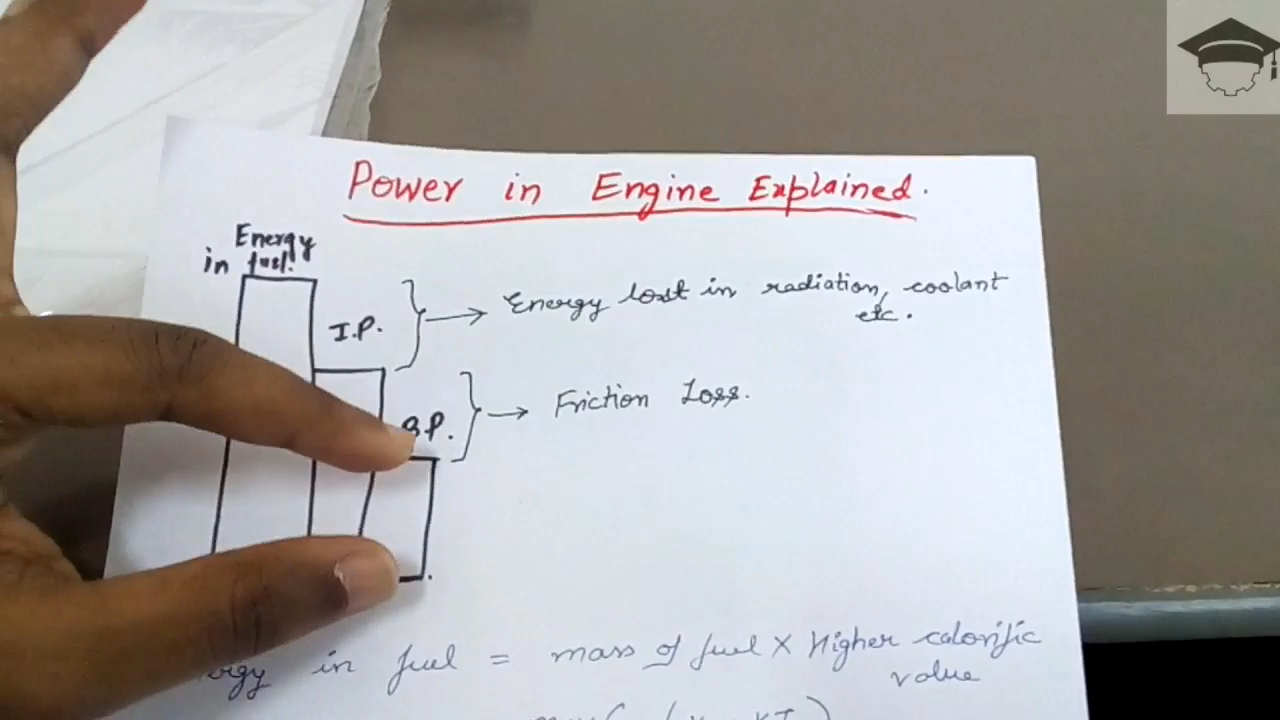 Power in Engine Explained.
Energy
in fuel.
I.P.
Energy lost in radiation, coolant
etc.
B.P.
Friction Loss.
in fuel = mass of fuel X Higher calorific
value